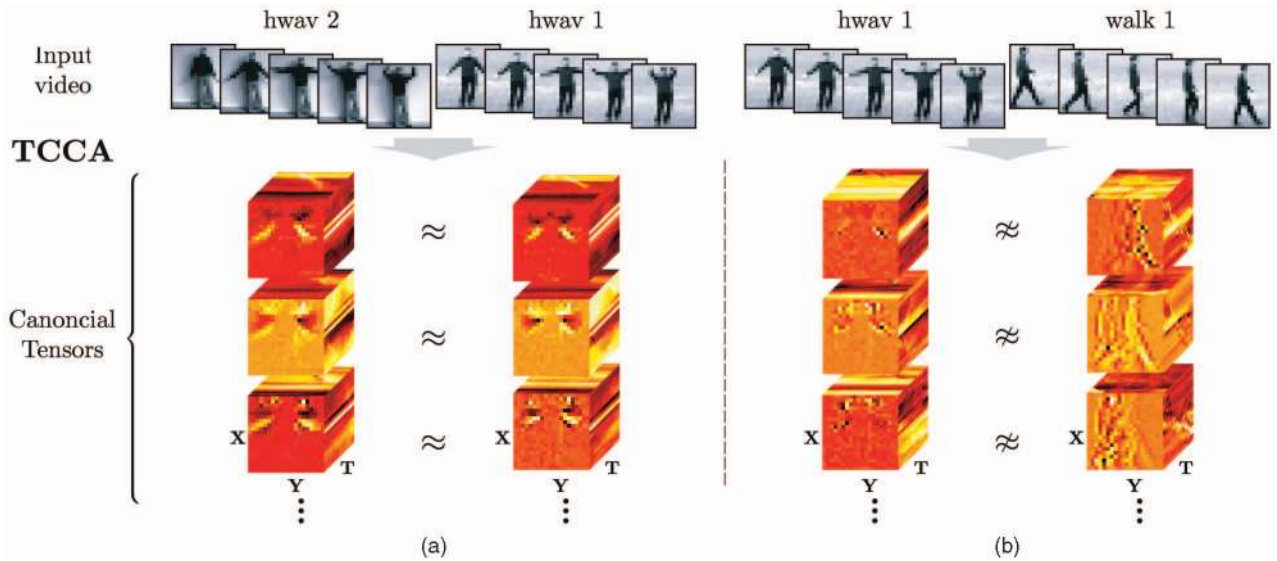 hwav 2 hwav 1 hwav 1 walk 1
Input
video
TCCA
≈ ≉
Canoncial
Tensors
≈ ≉
X X X X
≈ ≉
T T
Y Y Y Y
(a) (b)